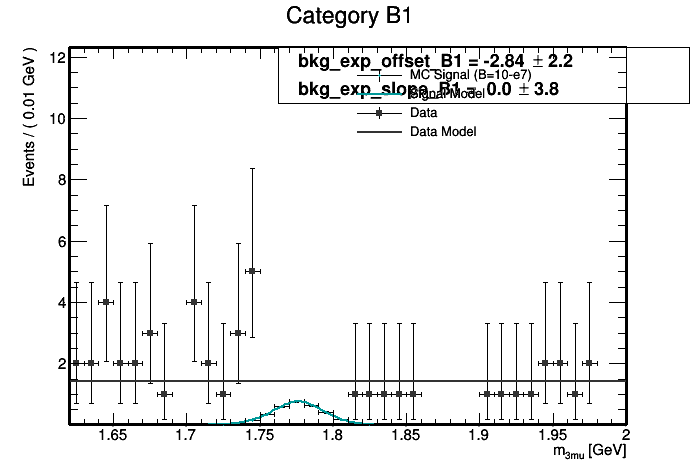 Category B1
bkg_exp_offset_B1 = -2.84 ± 2.2
MC Signal (B=10-e7)
bkg_exp_slope_B1 = 0.0 ± 3.8
Signal Model
Data
Data Model
Events / ( 0.01 GeV )
12
10
8
6
4
2
1.65 1.7 1.75 1.8 1.85 1.9 1.95 2
m3mu [GeV]